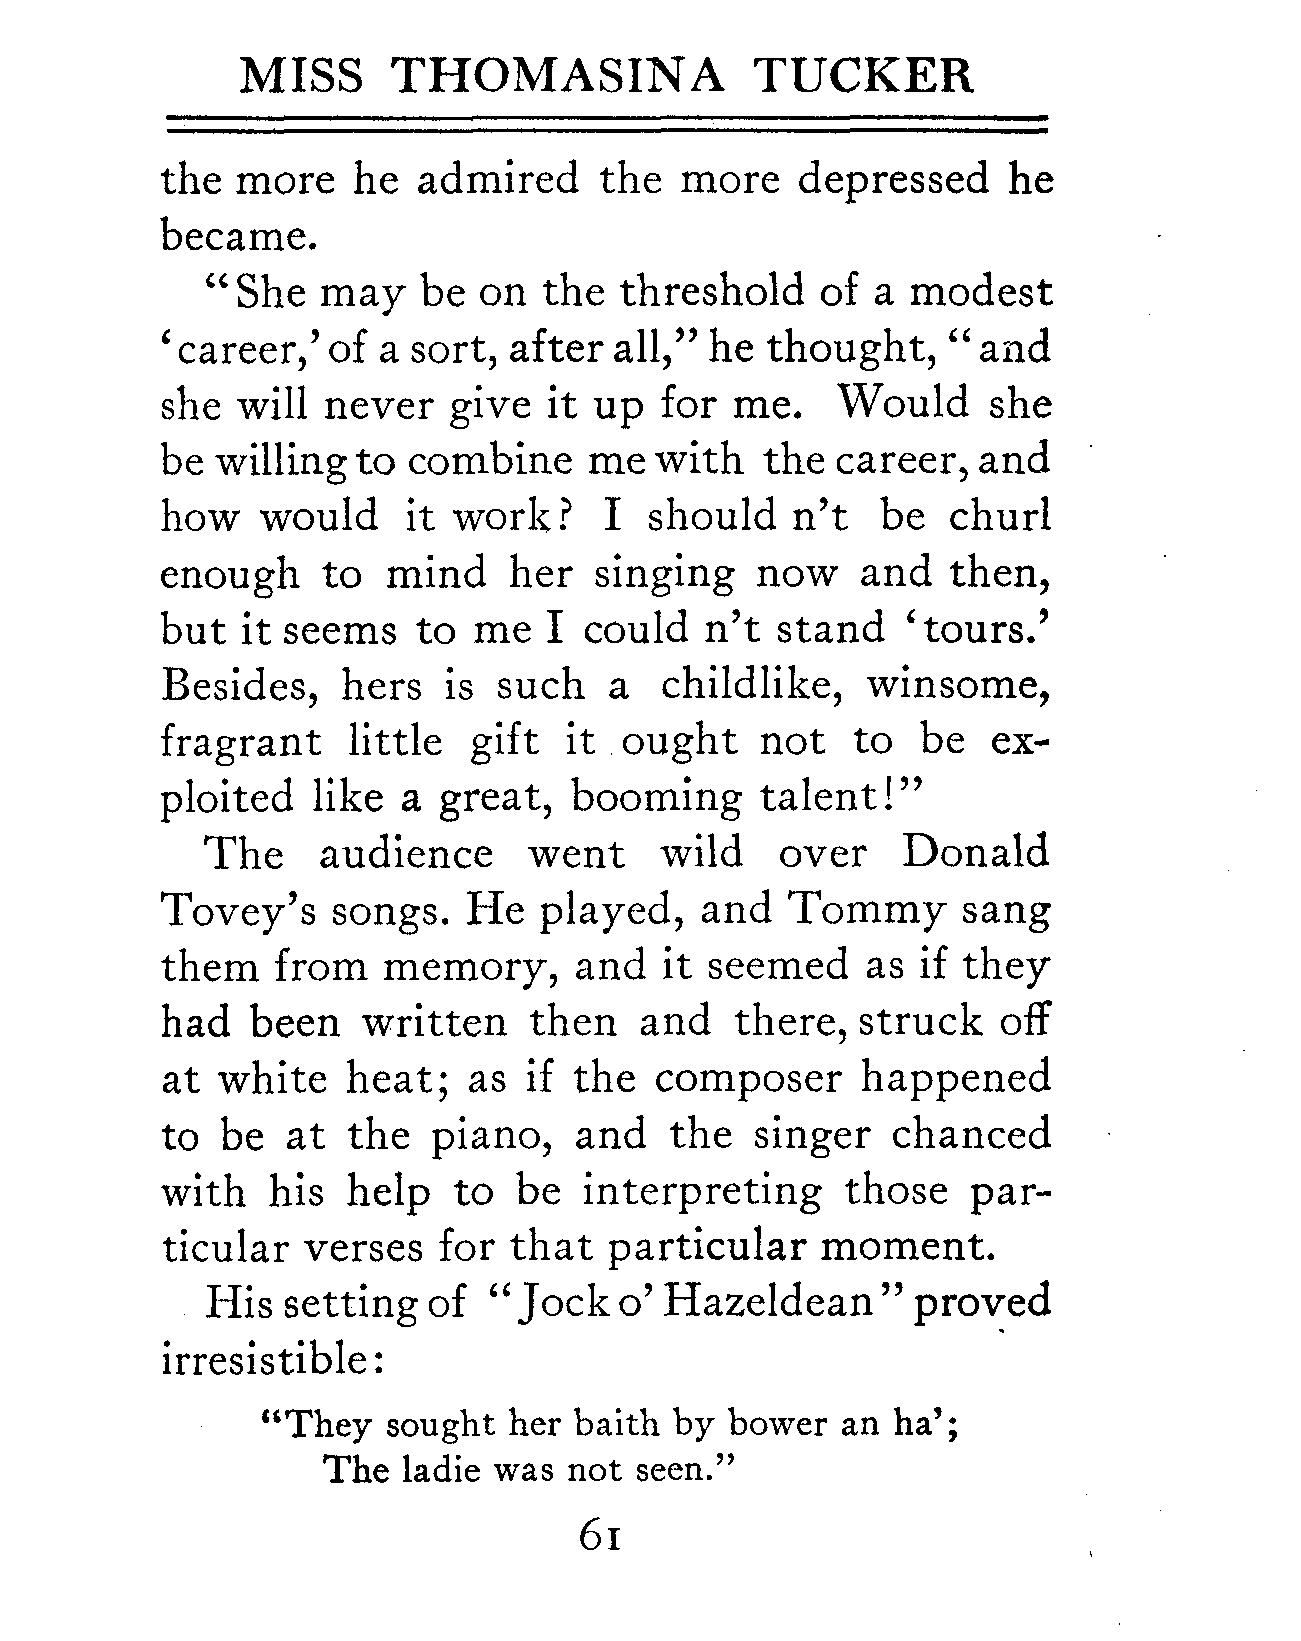 MISS THOMASINA TUCKER
the more he admired the more depressed he
became.
"She may be on the threshold of a modest
'career,' of a sort, after all," he thought, "and
she will never give it up for me. Would she
be willing to combine me with the career, and
how would it work? I should n't be churl
enough to mind her singing now and then,
but it seems to me I could n't stand 'tours.'
Besides, hers is such a childlike, winsome,
fragrant little gift it ought not to be ex-
ploited like a great, booming talent!"
The audience went wild over Donald
Tovey's songs. He played, and Tommy sang
them from memory, and it seemed as if they
had been written then and there, struck off
at white heat; as if the composer happened
to be at the piano, and the singer chanced
with his help to be interpreting those par-
ticular verses for that particular moment.
His setting of "Jock o' Hazeldean" proved
irresistible:
"They sought her baith by bower an ha';
The ladie was not seen."
61